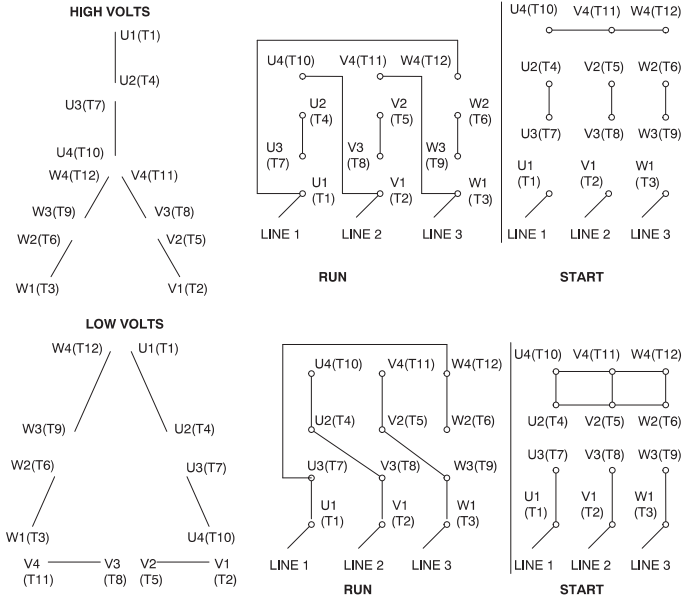 HIGH VOLTS
U1(T1)
U2(T4)
U3(T7)
U4(T10)
W4(T12) V4(T11)
W3(T9) V3(T8)
W2(T6) V2(T5)
W1(T3) V1(T2)
U4(T10) V4(T11) W4(T12)
U2 V2 W2
(T4) (T5) (T6)
U3 V3 W3
(T7) (T8) (T9)
U1 V1 W1
(T1) (T2) (T3)
LINE 1 LINE 2 LINE 3
RUN
U4(T10) V4(T11) W4(T12)
U2(T4) V2(T5) W2(T6)
U3(T7) V3(T8) W3(T9)
U1 V1 W1
(T1) (T2) (T3)
LINE 1 LINE 2 LINE 3
START
LOW VOLTS
W4(T12) U1(T1)
W3(T9) U2(T4)
W2(T6) U3(T7)
W1(T3) U4(T10)
V4 V3 V2 V1
(T11) (T8) (T5) (T2)
U4(T10) V4(T11) W4(T12)
U2(T4) V2(T5) W2(T6)
U3(T7) V3(T8) W3(T9)
U1 V1 W1
(T1) (T2) (T3)
LINE 1 LINE 2 LINE 3
RUN
U4(T10) V4(T11) W4(T12)
U2(T4) V2(T5) W2(T6)
U3(T7) V3(T8) W3(T9)
U1 V1 W1
(T1) (T2) (T3)
LINE 1 LINE 2 LINE 3
START